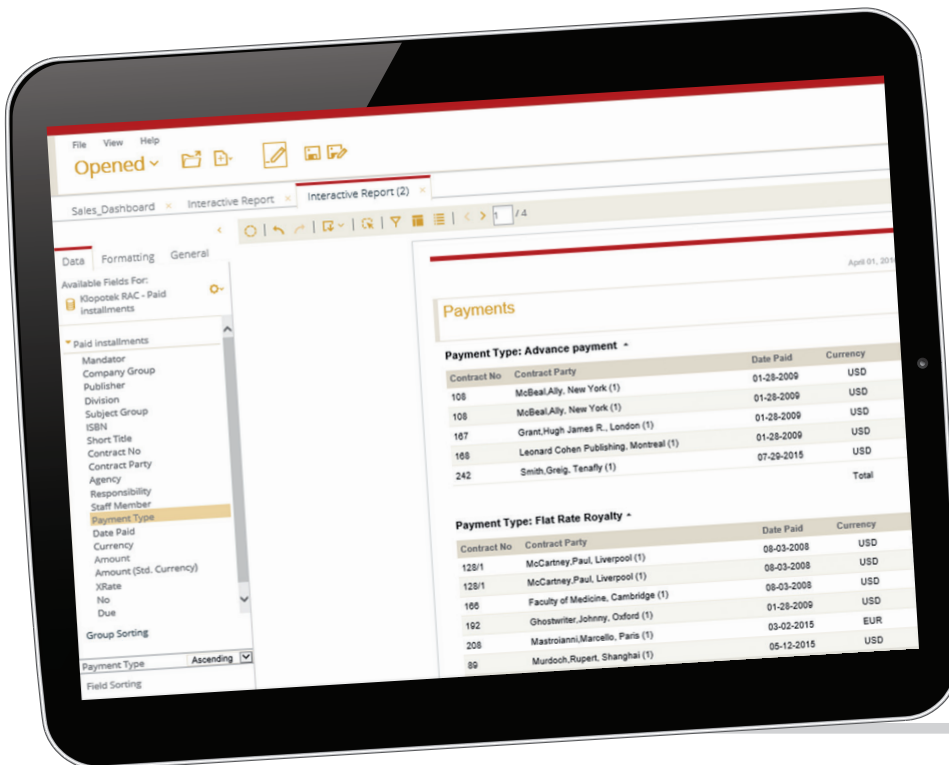 File View Help
Opened
Sales_Dashboard × Interactive Report × Interactive Report (2) ×
1 / 4
Data Formatting General
Available Fields For:
Klopotek RAC - Paid
installments
Paid installments
Mandator
Company Group
Publisher
Division
Subject Group
ISBN
Short Title
Contract No
Contract Party
Agency
Responsibility
Staff Member
Payment Type
Date Paid
Currency
Amount
Amount (Std. Currency)
XRate
No
Due
Group Sorting
Payment Type Ascending
Field Sorting
April 01,
Payments
Payment Type: Advance payment
Contract No Contract Party Date Paid Currency
108 McBeal,Ally, New York (1) 01-28-2009 USD
108 McBeal,Ally, New York (1) 01-28-2009 USD
167 Grant,Hugh James R., London (1) 01-28-2009 USD
168 Leonard Cohen Publishing, Montreal (1) 01-28-2009 USD
242 Smith,Greig, Tenafly (1) 07-29-2015 USD
Total
Payment Type: Flat Rate Royalty
Contract No Contract Party Date Paid Currency
128/1 McCartney,Paul, Liverpool (1) 08-03-2008 USD
128/1 McCartney,Paul, Liverpool (1) 08-03-2008 USD
166 Faculty of Medicine, Cambridge (1) 08-03-2008 USD
192 Ghostwriter,Johnny, Oxford (1) 01-28-2009 USD
208 Mastroianni,Marcello, Paris (1) 03-02-2015 EUR
89 Murdoch,Rupert, Shanghai (1) 05-12-2015 USD